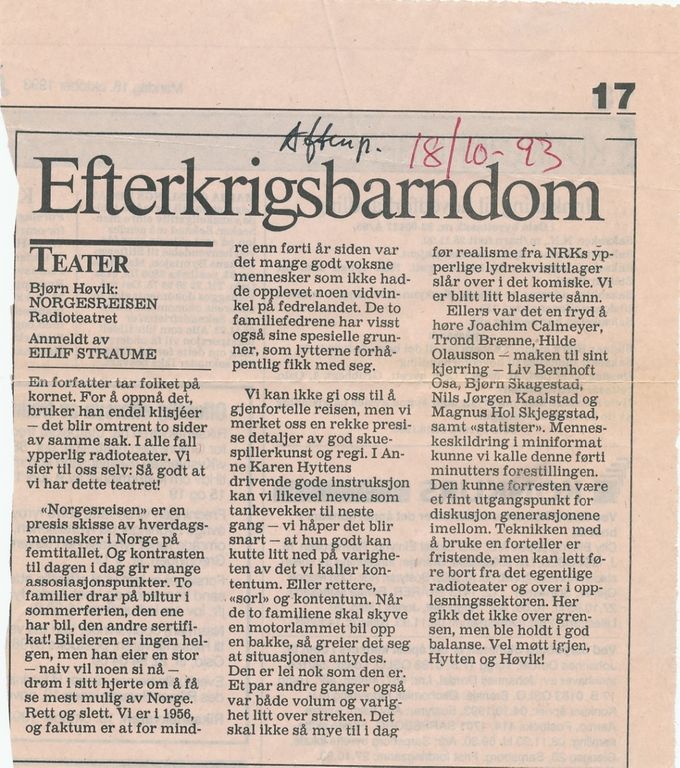 17
Aftenp. 18/10-93
Efterkrigsbarndom
TEATER
Bjørn Høvik:
NORGESREISEN
Radioteatret
Anmeldt av
EILIF STRAUME
En forfatter tar folket på
kornet. For å oppnå det,
bruker han endel klisjéer
– det blir omtrent to sider
av samme sak. I alle fall
ypperlig radioteater. Vi
sier til oss selv: Så godt at
vi har dette teatret!
«Norgesreisen» er en
presis skisse av hverdags-
mennesker i Norge på
femtitallet. Og kontrasten
til dagen i dag gir mange
assosiasjonspunkter. To
familier drar på biltur i
sommerferien, den ene
har bil, den andre sertifi-
kat! Bileieren er ingen hel-
gen, men han eier en stor
– naiv vil noen si nå –
drøm i sitt hjerte om å få
se mest mulig av Norge.
Rett og slett. Vi er i 1956,
og faktum er at for mind-
re enn førti år siden var
det mange godt voksne
mennesker som ikke had-
de opplevet noen vidvin-
kel på fedrelandet. De to
familiefedrene har visst
også sine spesielle grun-
ner, som lytterne forhå-
pentlig fikk med seg.
Vi kan ikke gi oss til å
gjenfortelle reisen, men vi
merket oss en rekke presi-
se detaljer av god skue-
spillerkunst og regi. I An-
ne Karen Hyttens
drivende gode instruksjon
kan vi likevel nevne som
tankevekker til neste
gang – vi håper det blir
snart – at hun godt kan
kutte litt ned på varighe-
ten av det vi kaller kon-
tentum. Eller rettere,
«sorl» og kontentum. Når
de to familiene skal skyve
en motorlammet bil opp
en bakke, så greier det seg
at situasjonen antydes.
Den er lei nok som den er.
Et par andre ganger også
var både volum og varig-
het litt over streken. Det
skal ikke så mye til i dag
før realisme fra NRKs yp-
perlige lydrekvisittlager
slår over i det komiske. Vi
er blitt litt blaserte sånn.
Ellers var det en fryd å
høre Joachim Calmeyer,
Trond Brænne, Hilde
Olausson – maken til sint
kjerring – Liv Bernhoft
Osa, Bjørn Skagestad,
Nils Jørgen Kaalstad og
Magnus Hol Skjeggstad,
samt «statister». Mennes-
keskildring i miniformat
kunne vi kalle denne førti
minutters forestillingen.
Den kunne forresten være
et fint utgangspunkt for
diskusjon generasjonene
imellom. Teknikken med
å bruke en forteller er
fristende, men kan lett fø-
re bort fra det egentlige
radioteater og over i opp-
lesningssektoren. Her
gikk det ikke over gren-
sen, men ble holdt i god
balanse. Vel møtt igjen,
Hytten og Høvik!